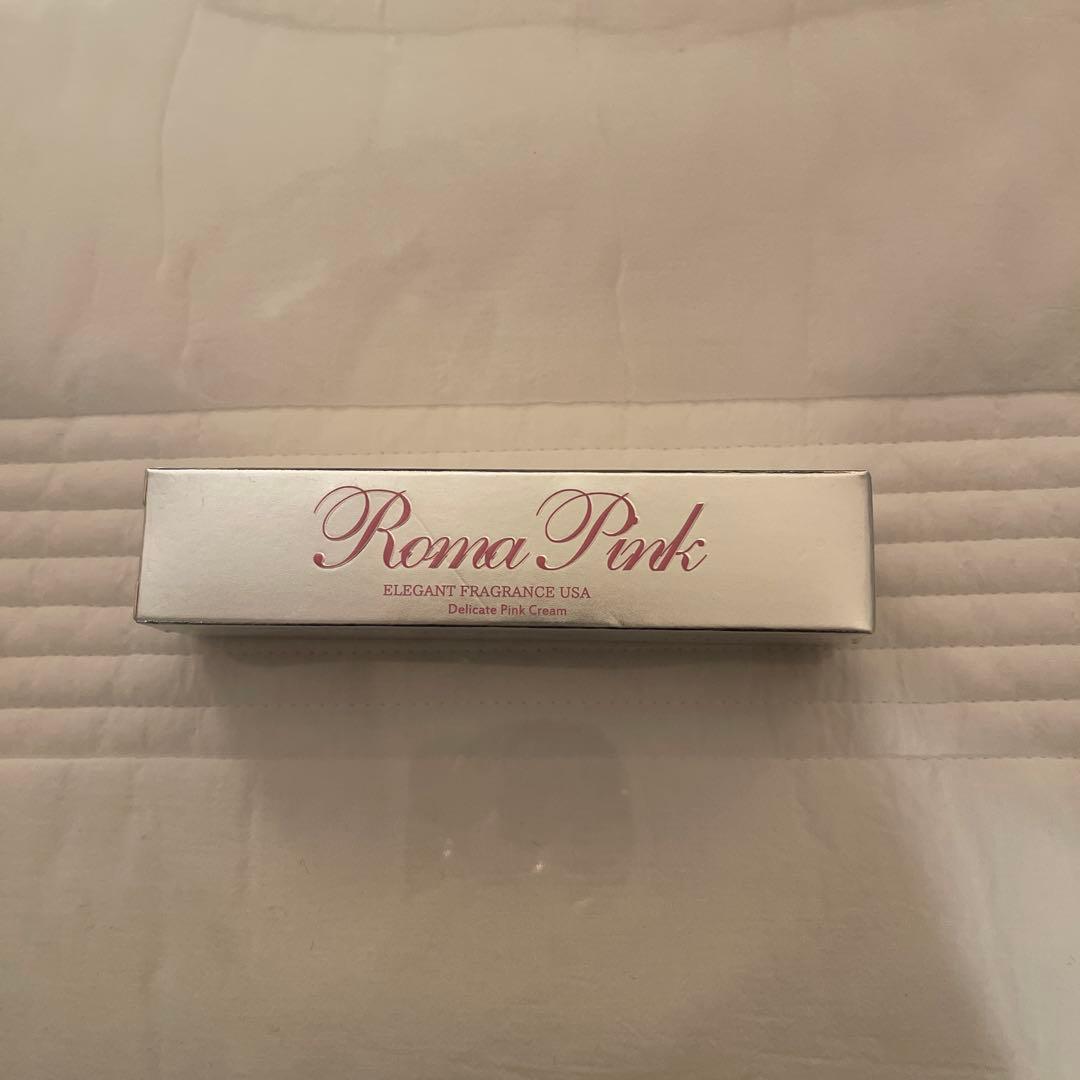 Roma Pink
ELEGANT FRAGRANCE USA
Delicate Pink Cream